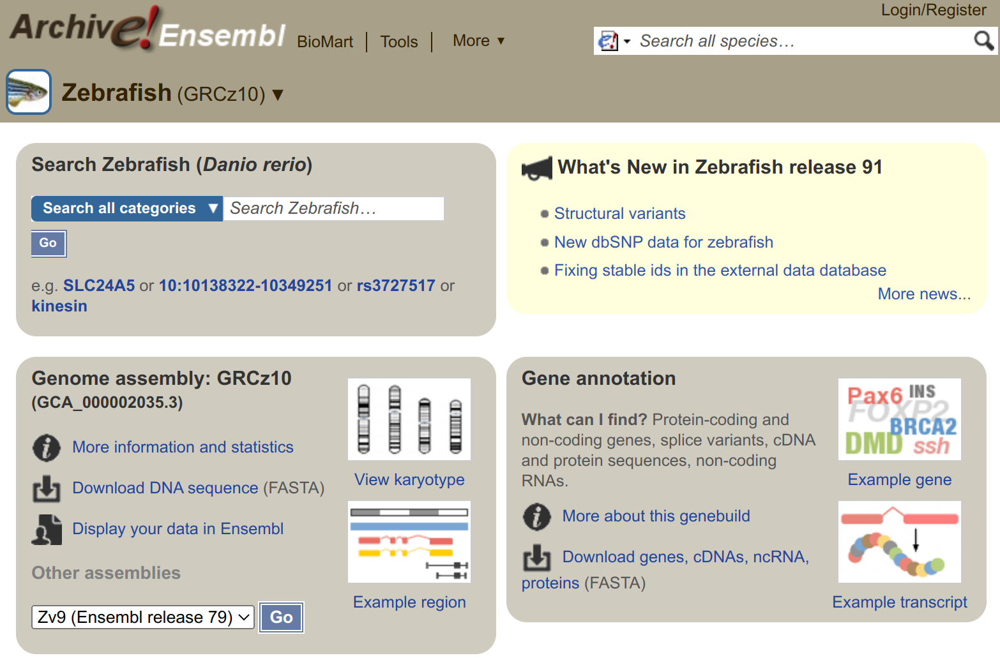 Login/Register
Archive! Ensembl BioMart | Tools | More ▼
Search all species…
Zebrafish (GRCz10) ▼
Search Zebrafish (Danio rerio)
Search all categories ▼ Search Zebrafish…
Go
e.g. SLC24A5 or 10:10138322-10349251 or rs3727517 or
kinesin
What's New in Zebrafish release 91
Structural variants
New dbSNP data for zebrafish
Fixing stable ids in the external data database
More news...
Genome assembly: GRCz10
(GCA_000002035.3)
More information and statistics
Download DNA sequence (FASTA)
Display your data in Ensembl
Other assemblies
Zv9 (Ensembl release 79)
Go
View karyotype
Example region
Gene annotation
What can I find? Protein-coding and
non-coding genes, splice variants, cDNA
and protein sequences, non-coding
RNAs.
More about this genebuild
Download genes, cDNAs, ncRNA,
proteins (FASTA)
Pax6 INS
FOXP2
BRCA2
DMD ssh
Example gene
Example transcript